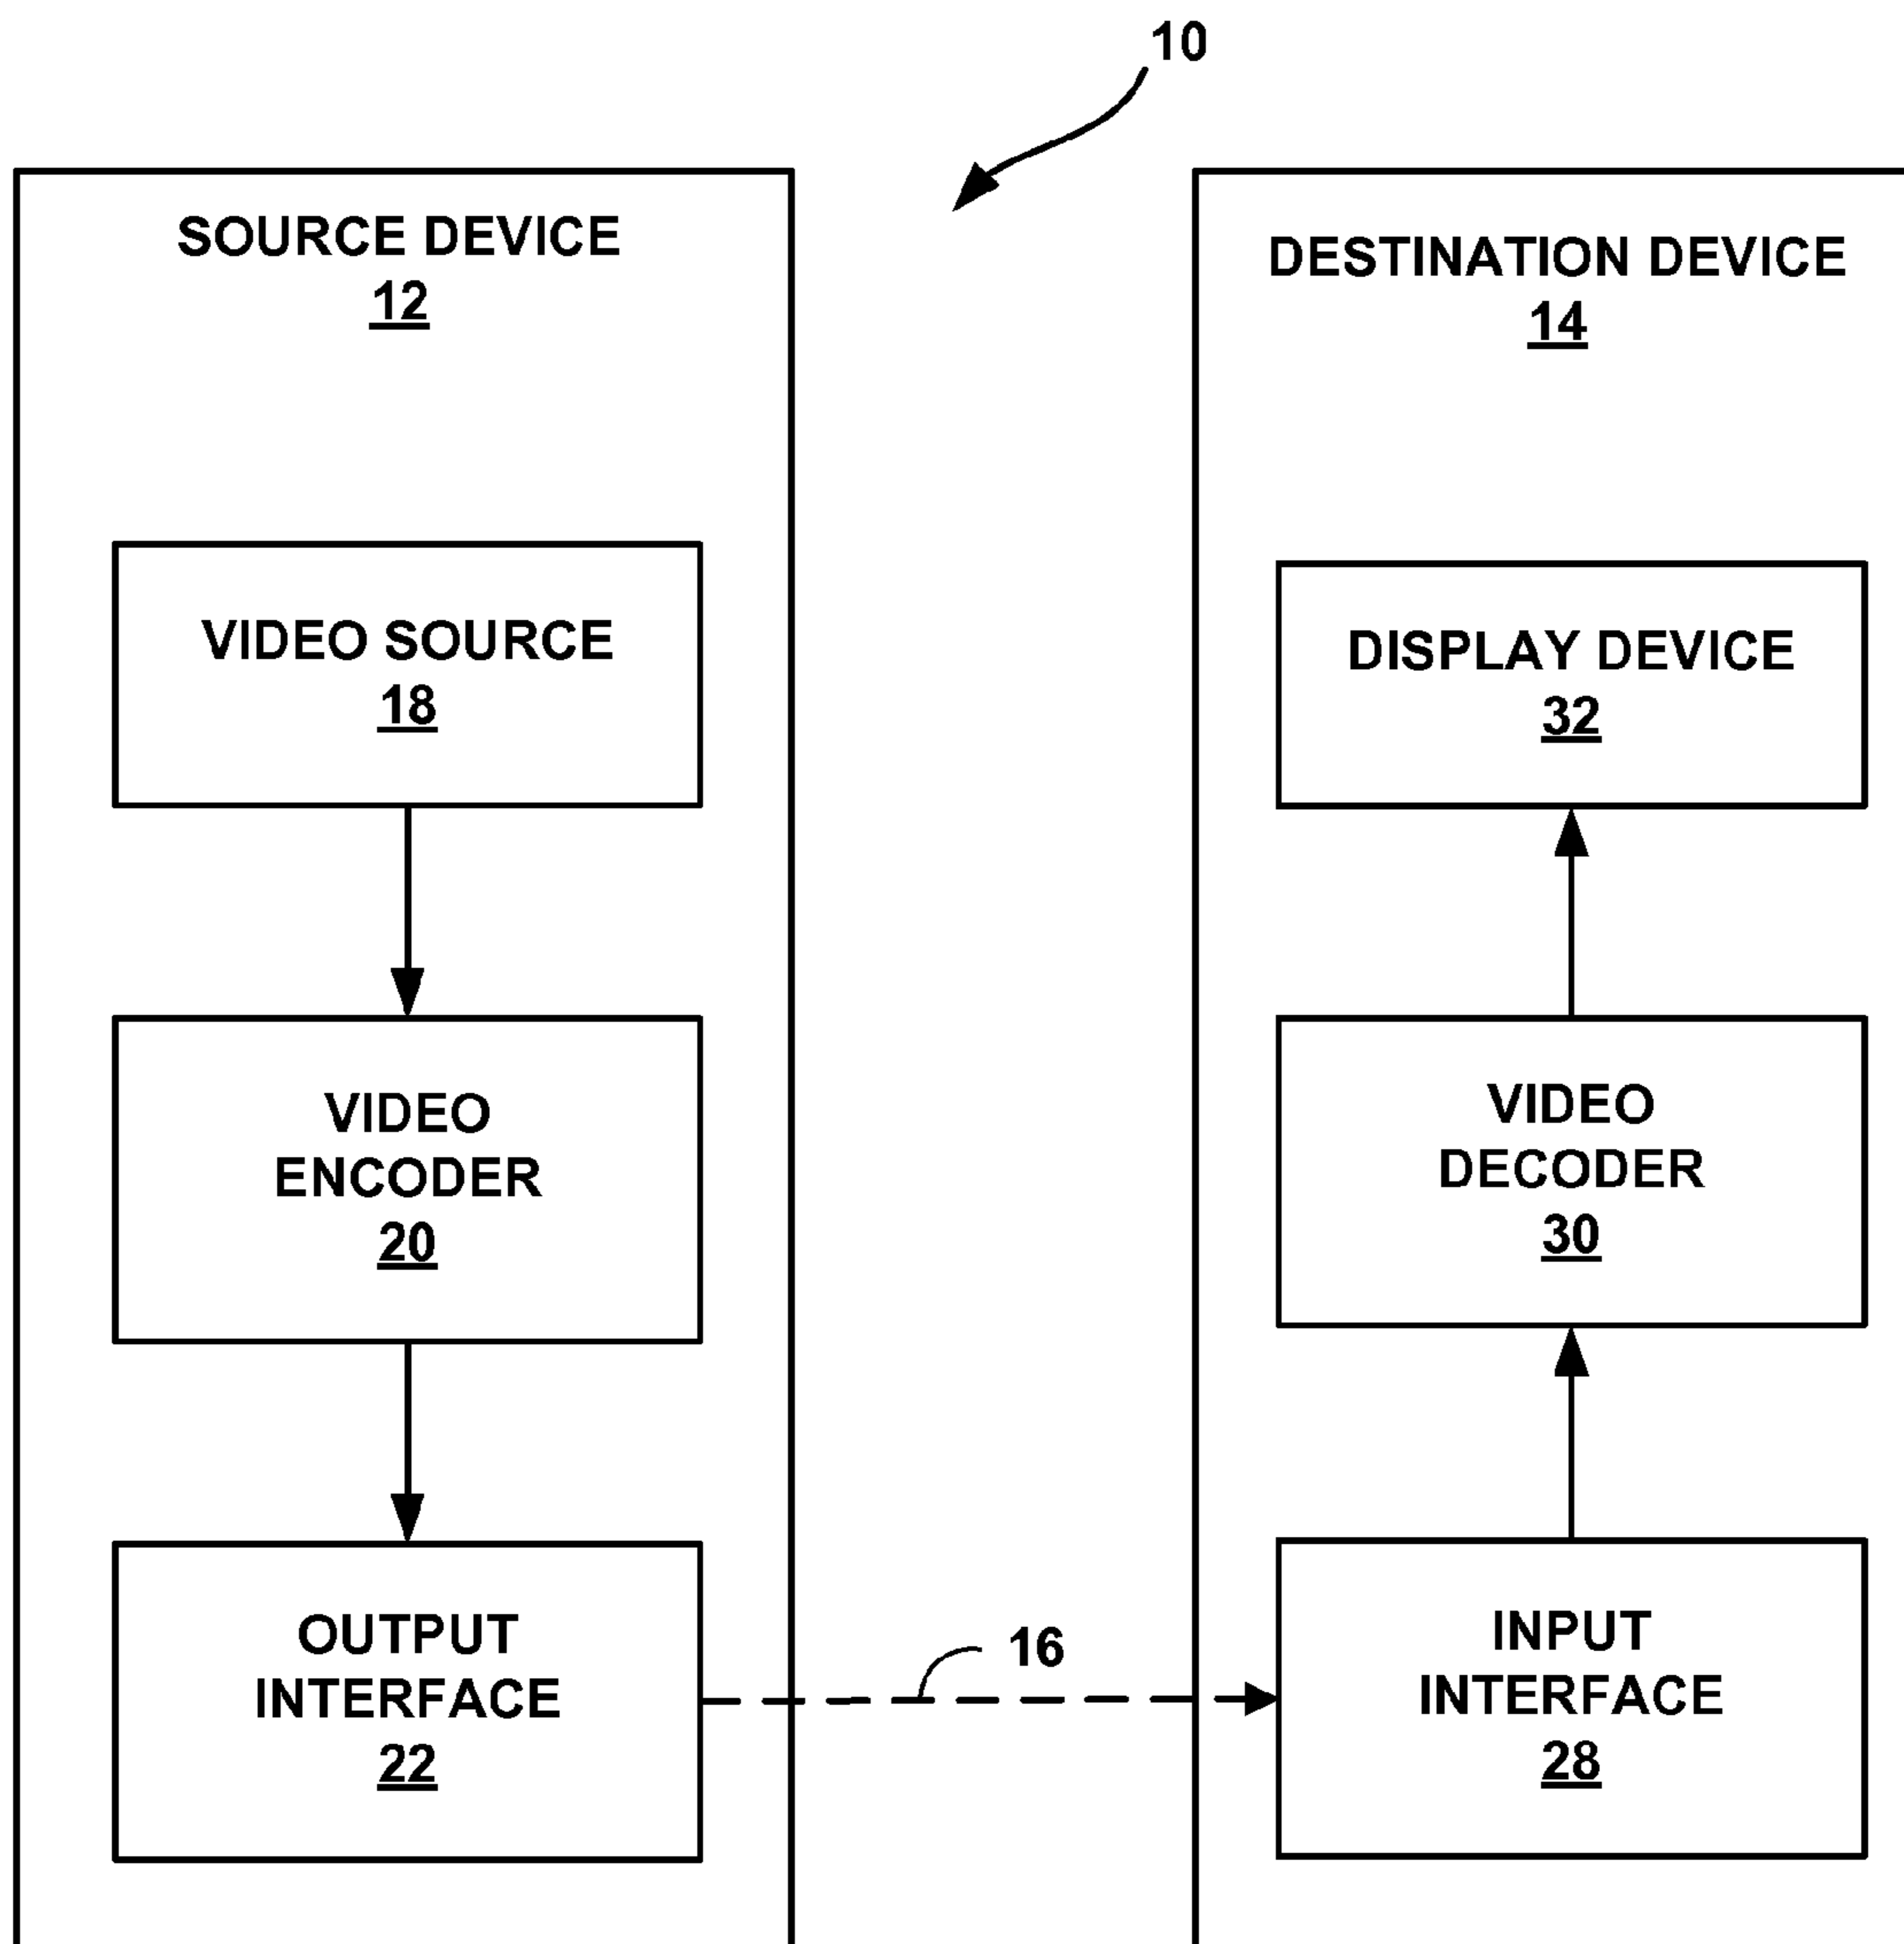 10
SOURCE DEVICE
12
VIDEO SOURCE
18
VIDEO
ENCODER
20
OUTPUT
INTERFACE
22
16
DESTINATION DEVICE
14
DISPLAY DEVICE
32
VIDEO
DECODER
30
INPUT
INTERFACE
28